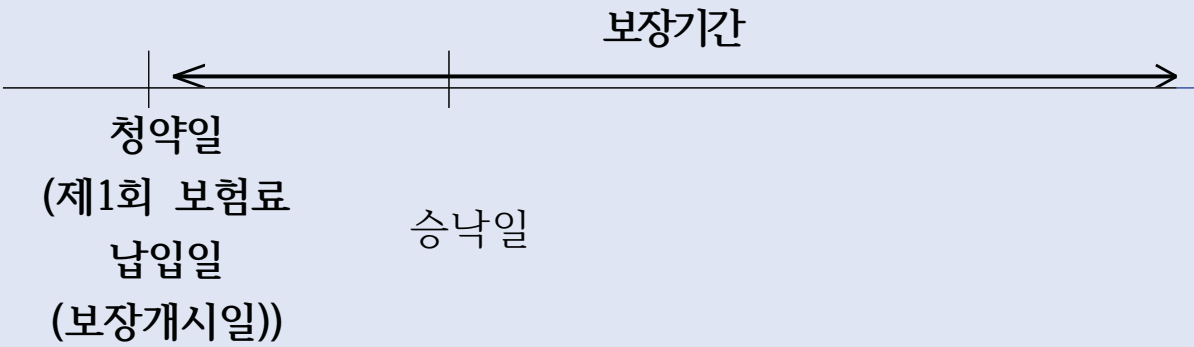 보장기간
청약일
(제1회 보험료
납입일
(보장개시일))
승낙일